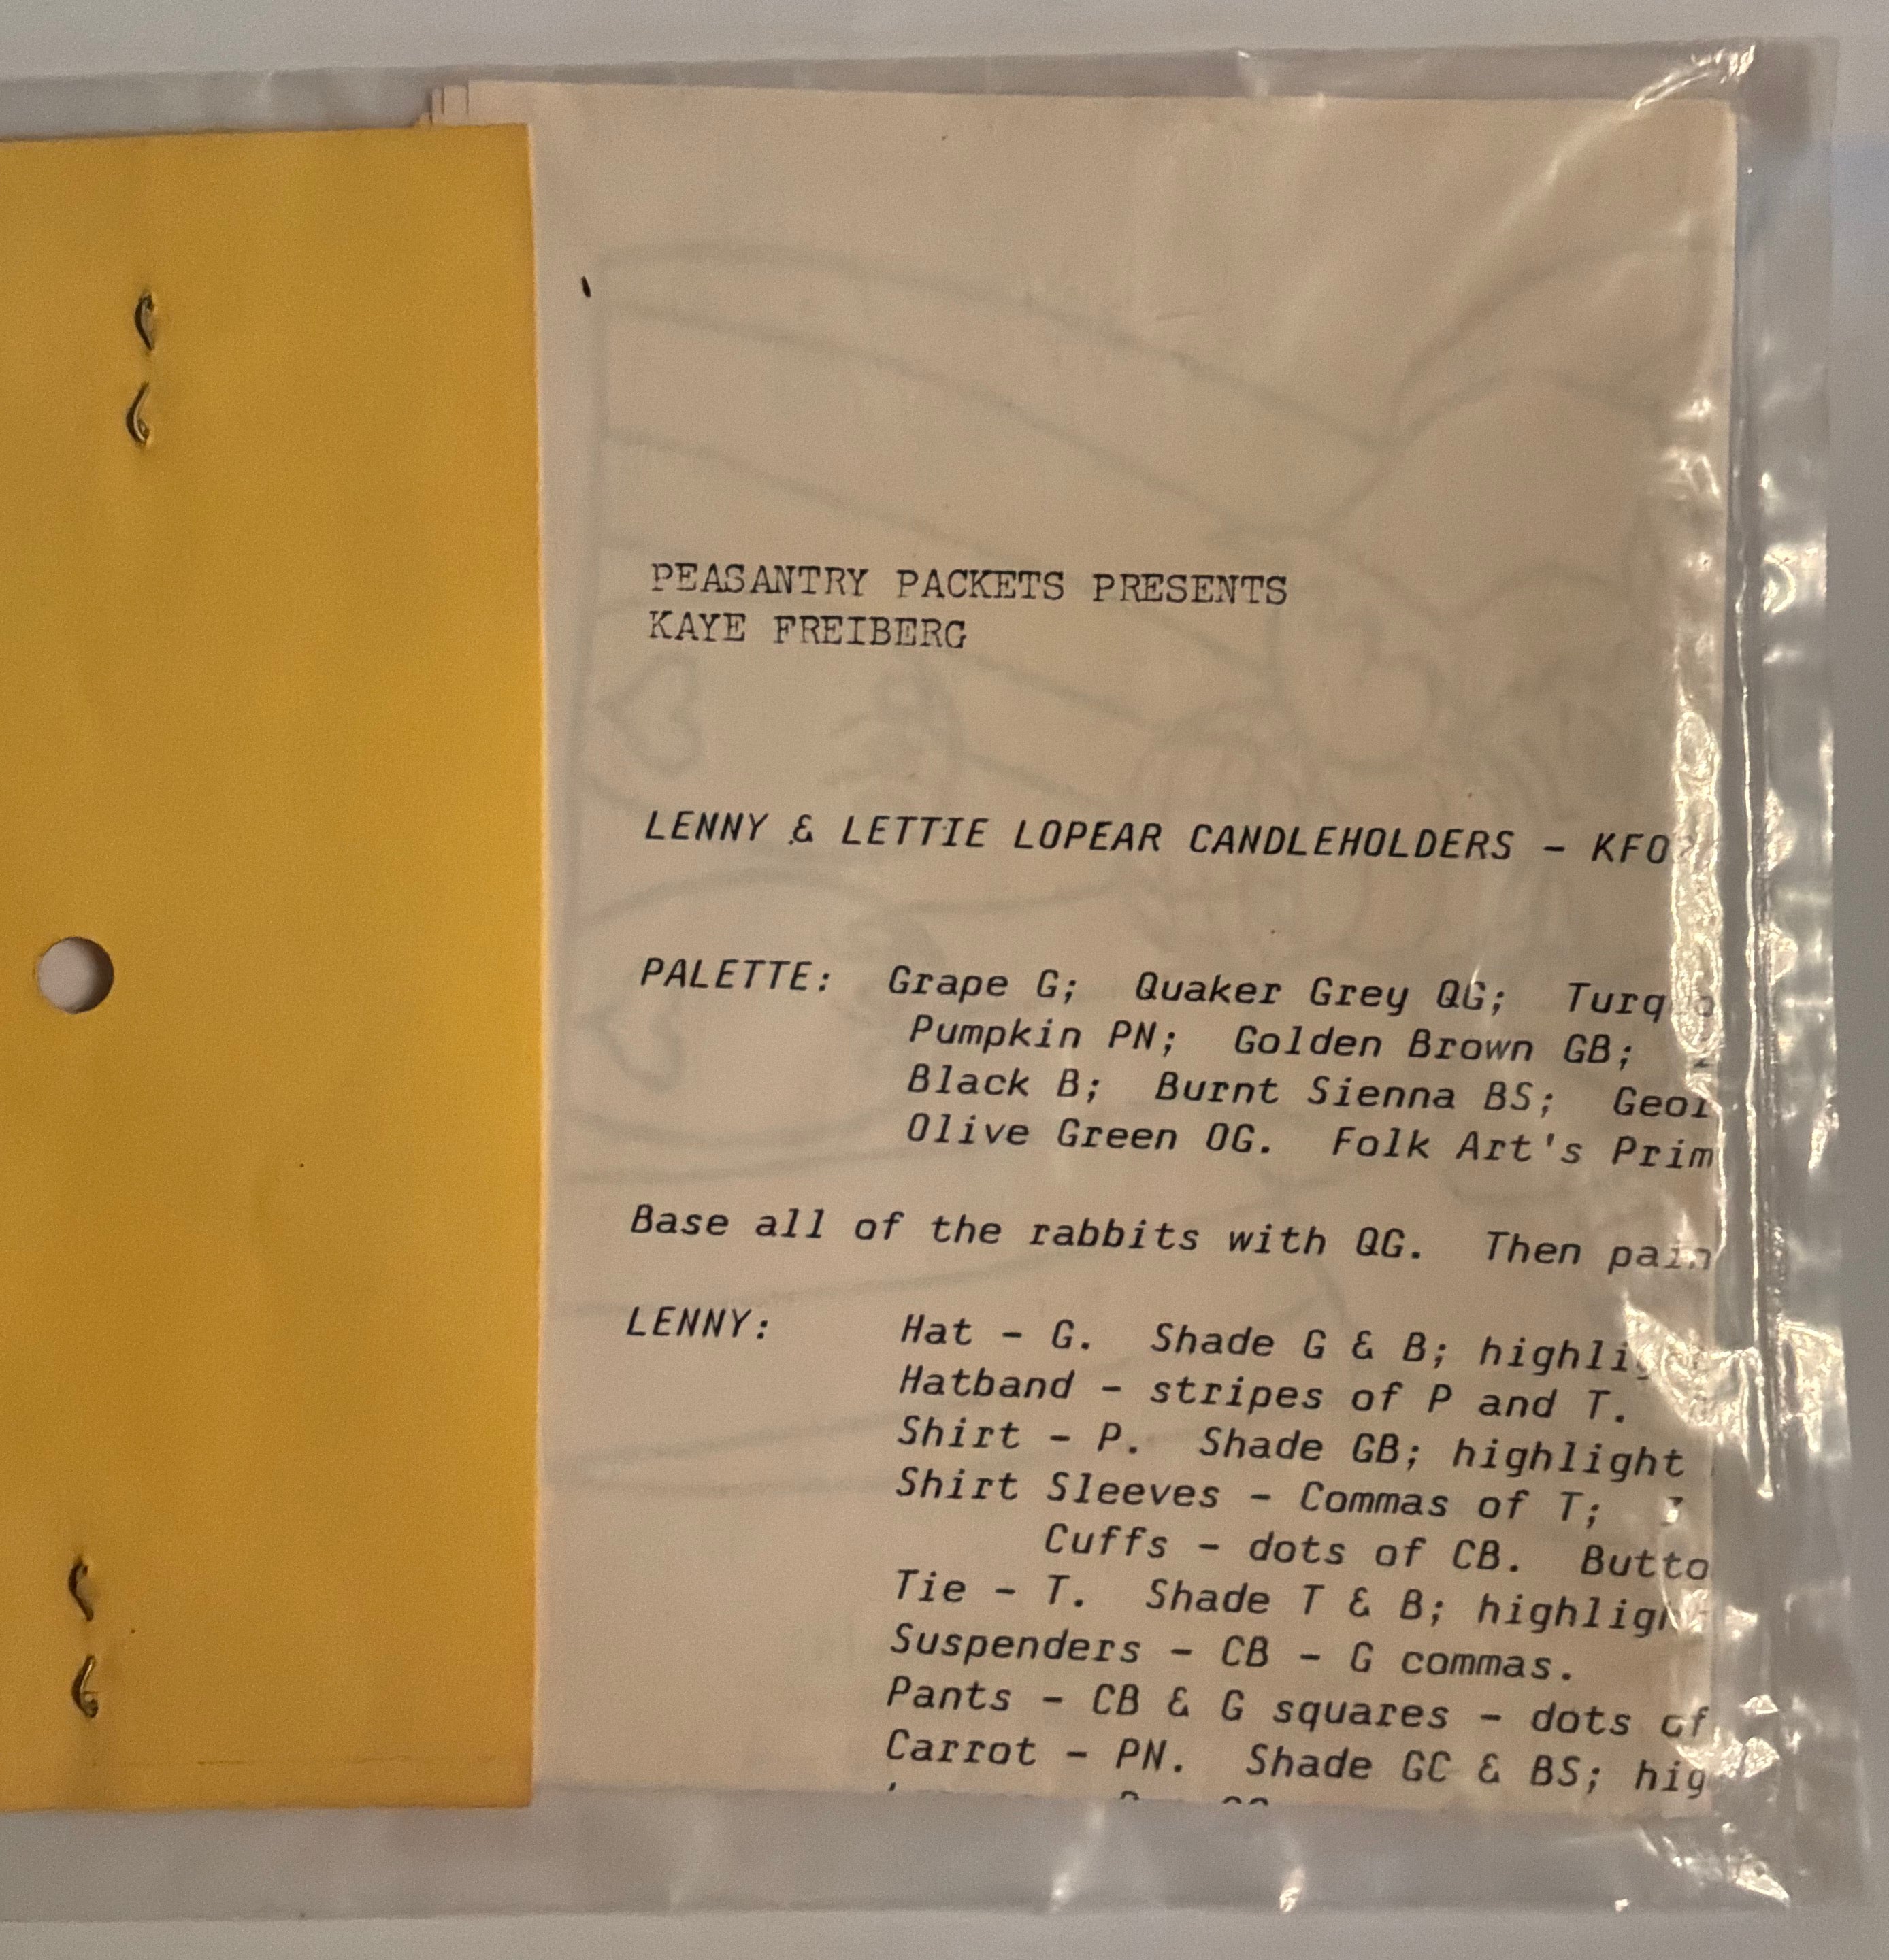 PEASANTRY PACKETS PRESENTS
KAYE FREIBERG
LENNY & LETTIE LOPEAR CANDLEHOLDERS -
PALETTE: Grape G; Quaker Grey QG;
Pumpkin PN; Golden Brown GB;
Black B; Burnt Sienna BS;
Olive Green OG. Folk Art's Prim
Base all of the rabbits with QG. Then
LENNY: Hat - G. Shade G & B;
Hatband - stripes of P and T.
Shirt - P. Shade GB; highlight
Shirt Sleeves - Commas of T;
Cuffs - dots of CB. Butto
Tie - T. Shade T & B;
Suspenders - CB - G commas.
Pants - CB & G squares - dots of
Carrot - PN. Shade GC & BS; hig